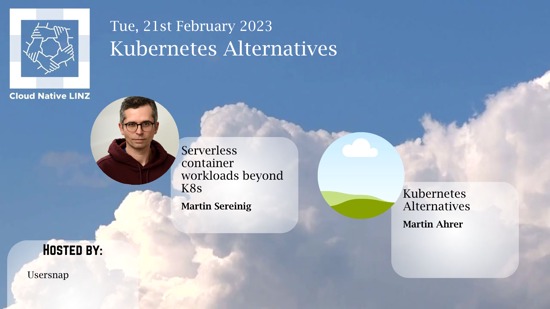 Tue, 21st February 2023
Kubernetes Alternatives
Cloud Native LINZ
Serverless
container
workloads beyond
K8s
Martin Sereinig
Kubernetes
Alternatives
Martin Ahrer
Hosted by:
Usersnap